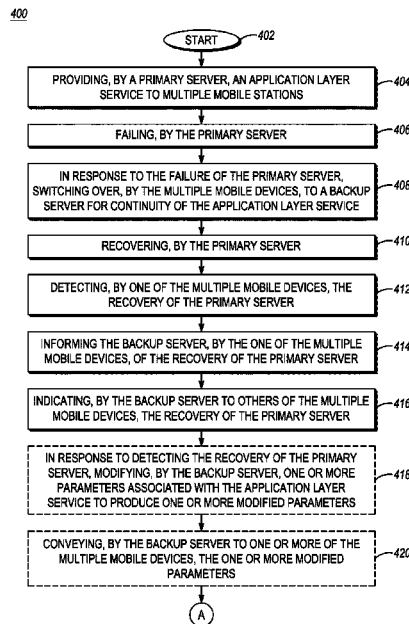 400
START
402
PROVIDING, BY A PRIMARY SERVER, AN APPLICATION LAYER
SERVICE TO MULTIPLE MOBILE STATIONS
404
FAILING, BY THE PRIMARY SERVER
406
IN RESPONSE TO THE FAILURE OF THE PRIMARY SERVER,
SWITCHING OVER, BY THE MULTIPLE MOBILE DEVICES, TO A BACKUP
SERVER FOR CONTINUITY OF THE APPLICATION LAYER SERVICE
408
RECOVERING, BY THE PRIMARY SERVER
410
DETECTING, BY ONE OF THE MULTIPLE MOBILE DEVICES, THE
RECOVERY OF THE PRIMARY SERVER
412
INFORMING THE BACKUP SERVER, BY THE ONE OF THE MULTIPLE
MOBILE DEVICES, OF THE RECOVERY OF THE PRIMARY SERVER
414
INDICATING, BY THE BACKUP SERVER TO OTHERS OF THE MULTIPLE
MOBILE DEVICES, THE RECOVERY OF THE PRIMARY SERVER
416
IN RESPONSE TO DETECTING THE RECOVERY OF THE PRIMARY
SERVER, MODIFYING, BY THE BACKUP SERVER, ONE OR MORE
PARAMETERS ASSOCIATED WITH THE APPLICATION LAYER
SERVICE TO PRODUCE ONE OR MORE MODIFIED PARAMETERS
418
CONVEYING, BY THE BACKUP SERVER TO ONE OR MORE OF THE
MULTIPLE MOBILE DEVICES, THE ONE OR MORE MODIFIED
PARAMETERS
420
A